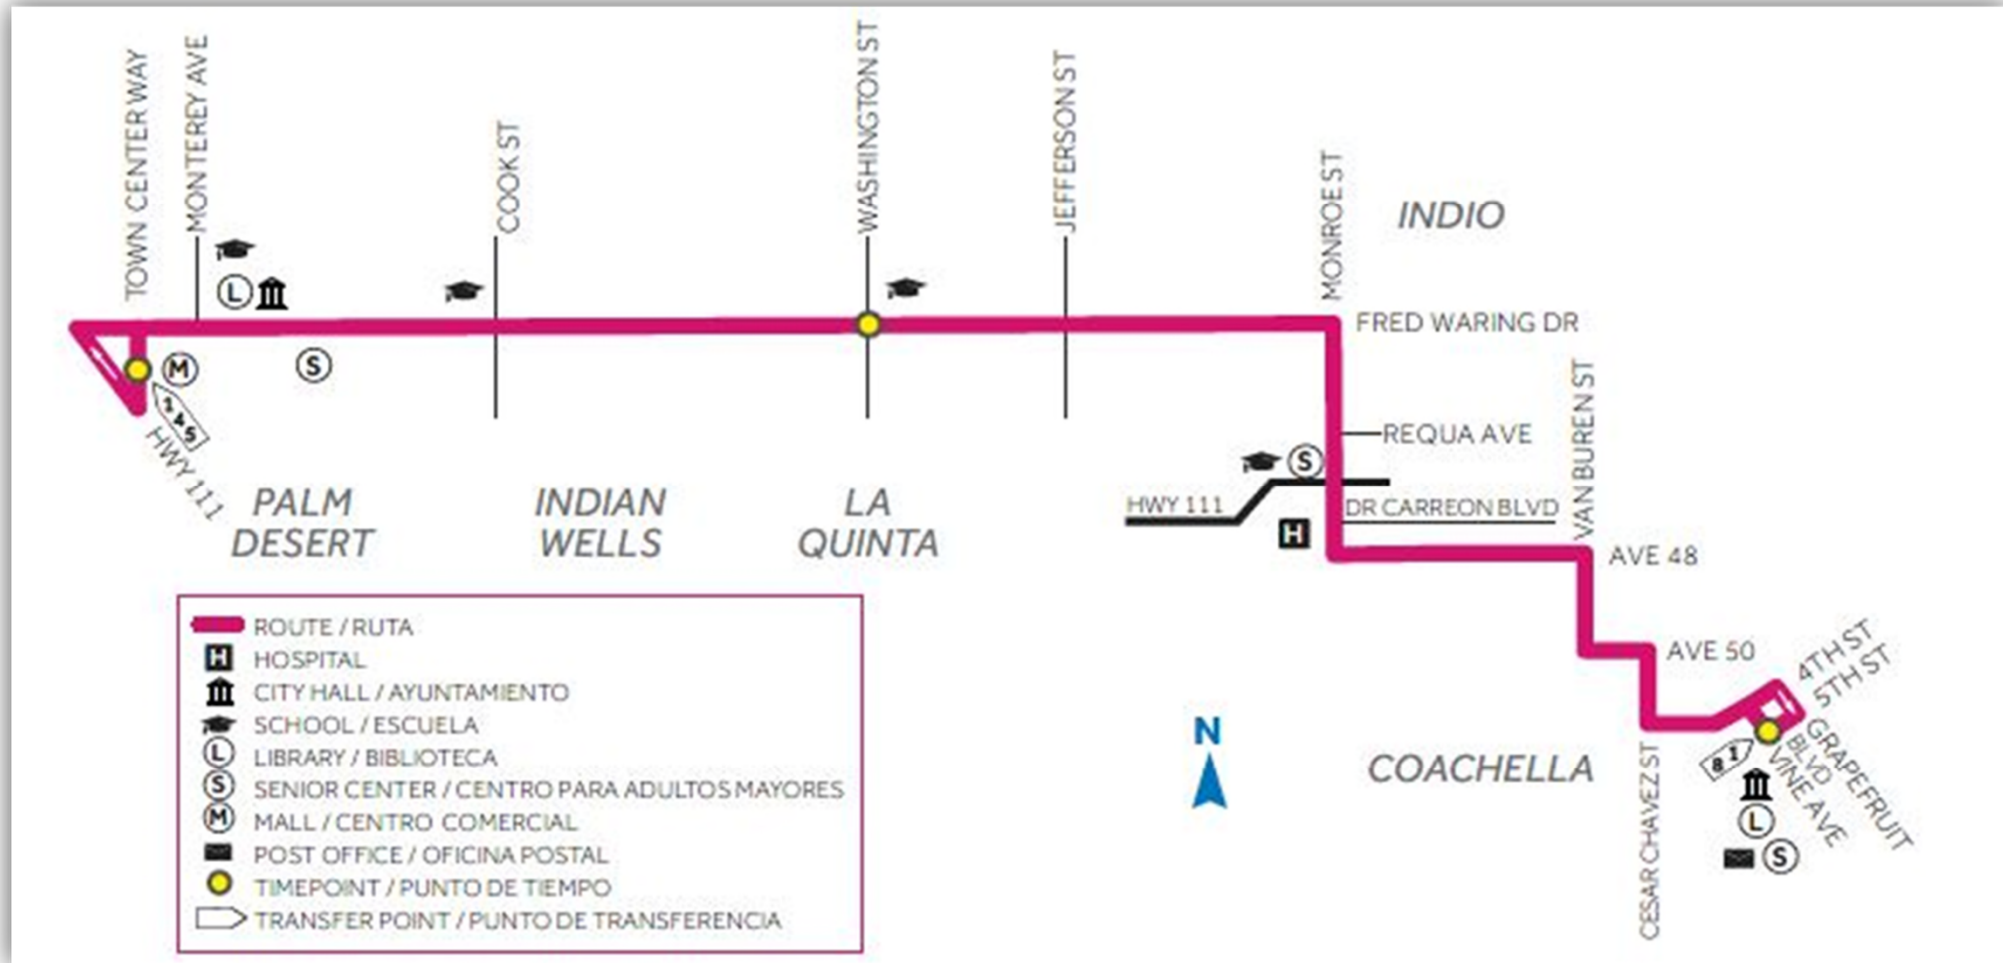 TOWN CENTER WAY
MONTEREY AVE
COOK ST
WASHINGTON ST
JEFFERSON ST
MONROE ST
INDIO
L
FRED WARING DR
M
S
1
4
5
HWY 111
VAN BUREN ST
REQUA AVE
S
HWY 111
DR CARREON BLVD
H
PALM
DESERT
INDIAN
WELLS
LA
QUINTA
AVE 48
ROUTE / RUTA
H HOSPITAL
CITY HALL / AYUNTAMIENTO
SCHOOL / ESCUELA
L LIBRARY / BIBLIOTECA
S SENIOR CENTER / CENTRO PARA ADULTOS MAYORES
M MALL / CENTRO COMERCIAL
POST OFFICE / OFICINA POSTAL
TIMEPOINT / PUNTO DE TIEMPO
TRANSFER POINT / PUNTO DE TRANSFERENCIA
N
AVE 50
4TH ST
5TH ST
GRAPEFRUIT
BLVD
VINE AVE
8 1
COACHELLA
CESAR CHAVEZ ST
L
S